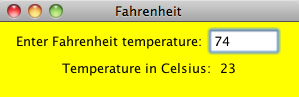 Fahrenheit
Enter Fahrenheit temperature: 74
Temperature in Celsius: 23